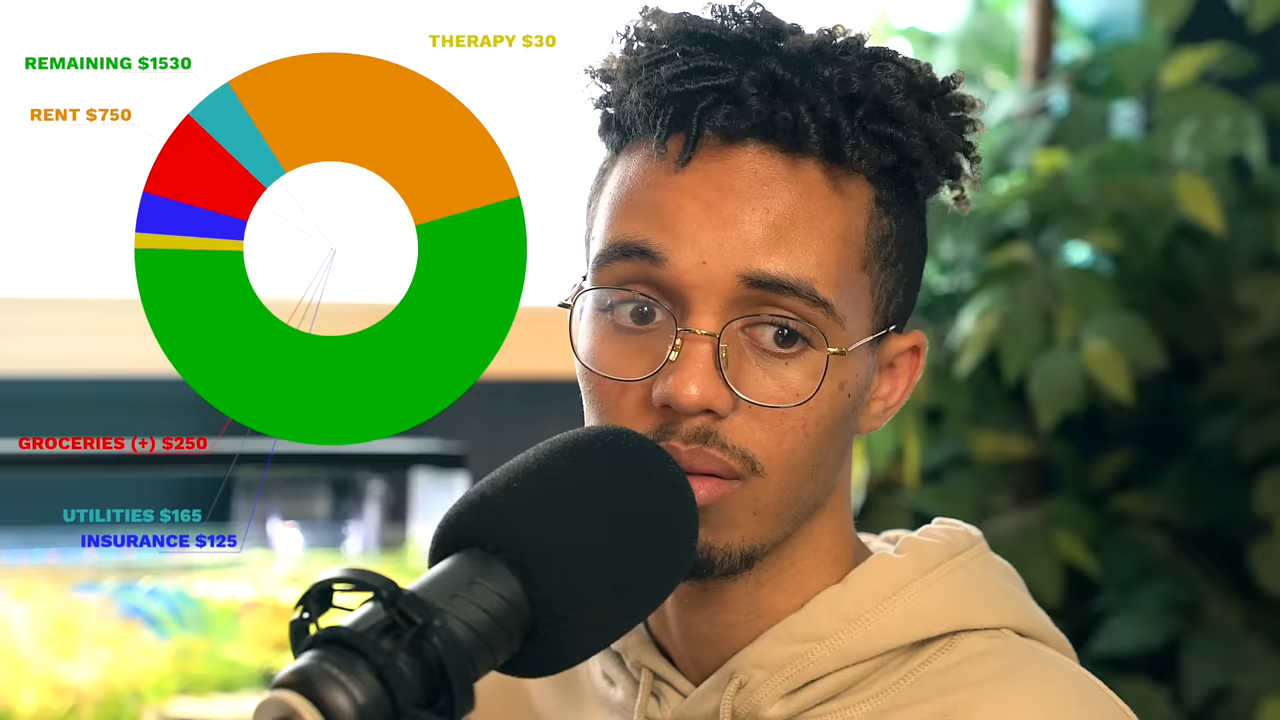 THERAPY $30
REMAINING $1530
RENT $750
GROCERIES (+) $250
UTILITIES $165
INSURANCE $125